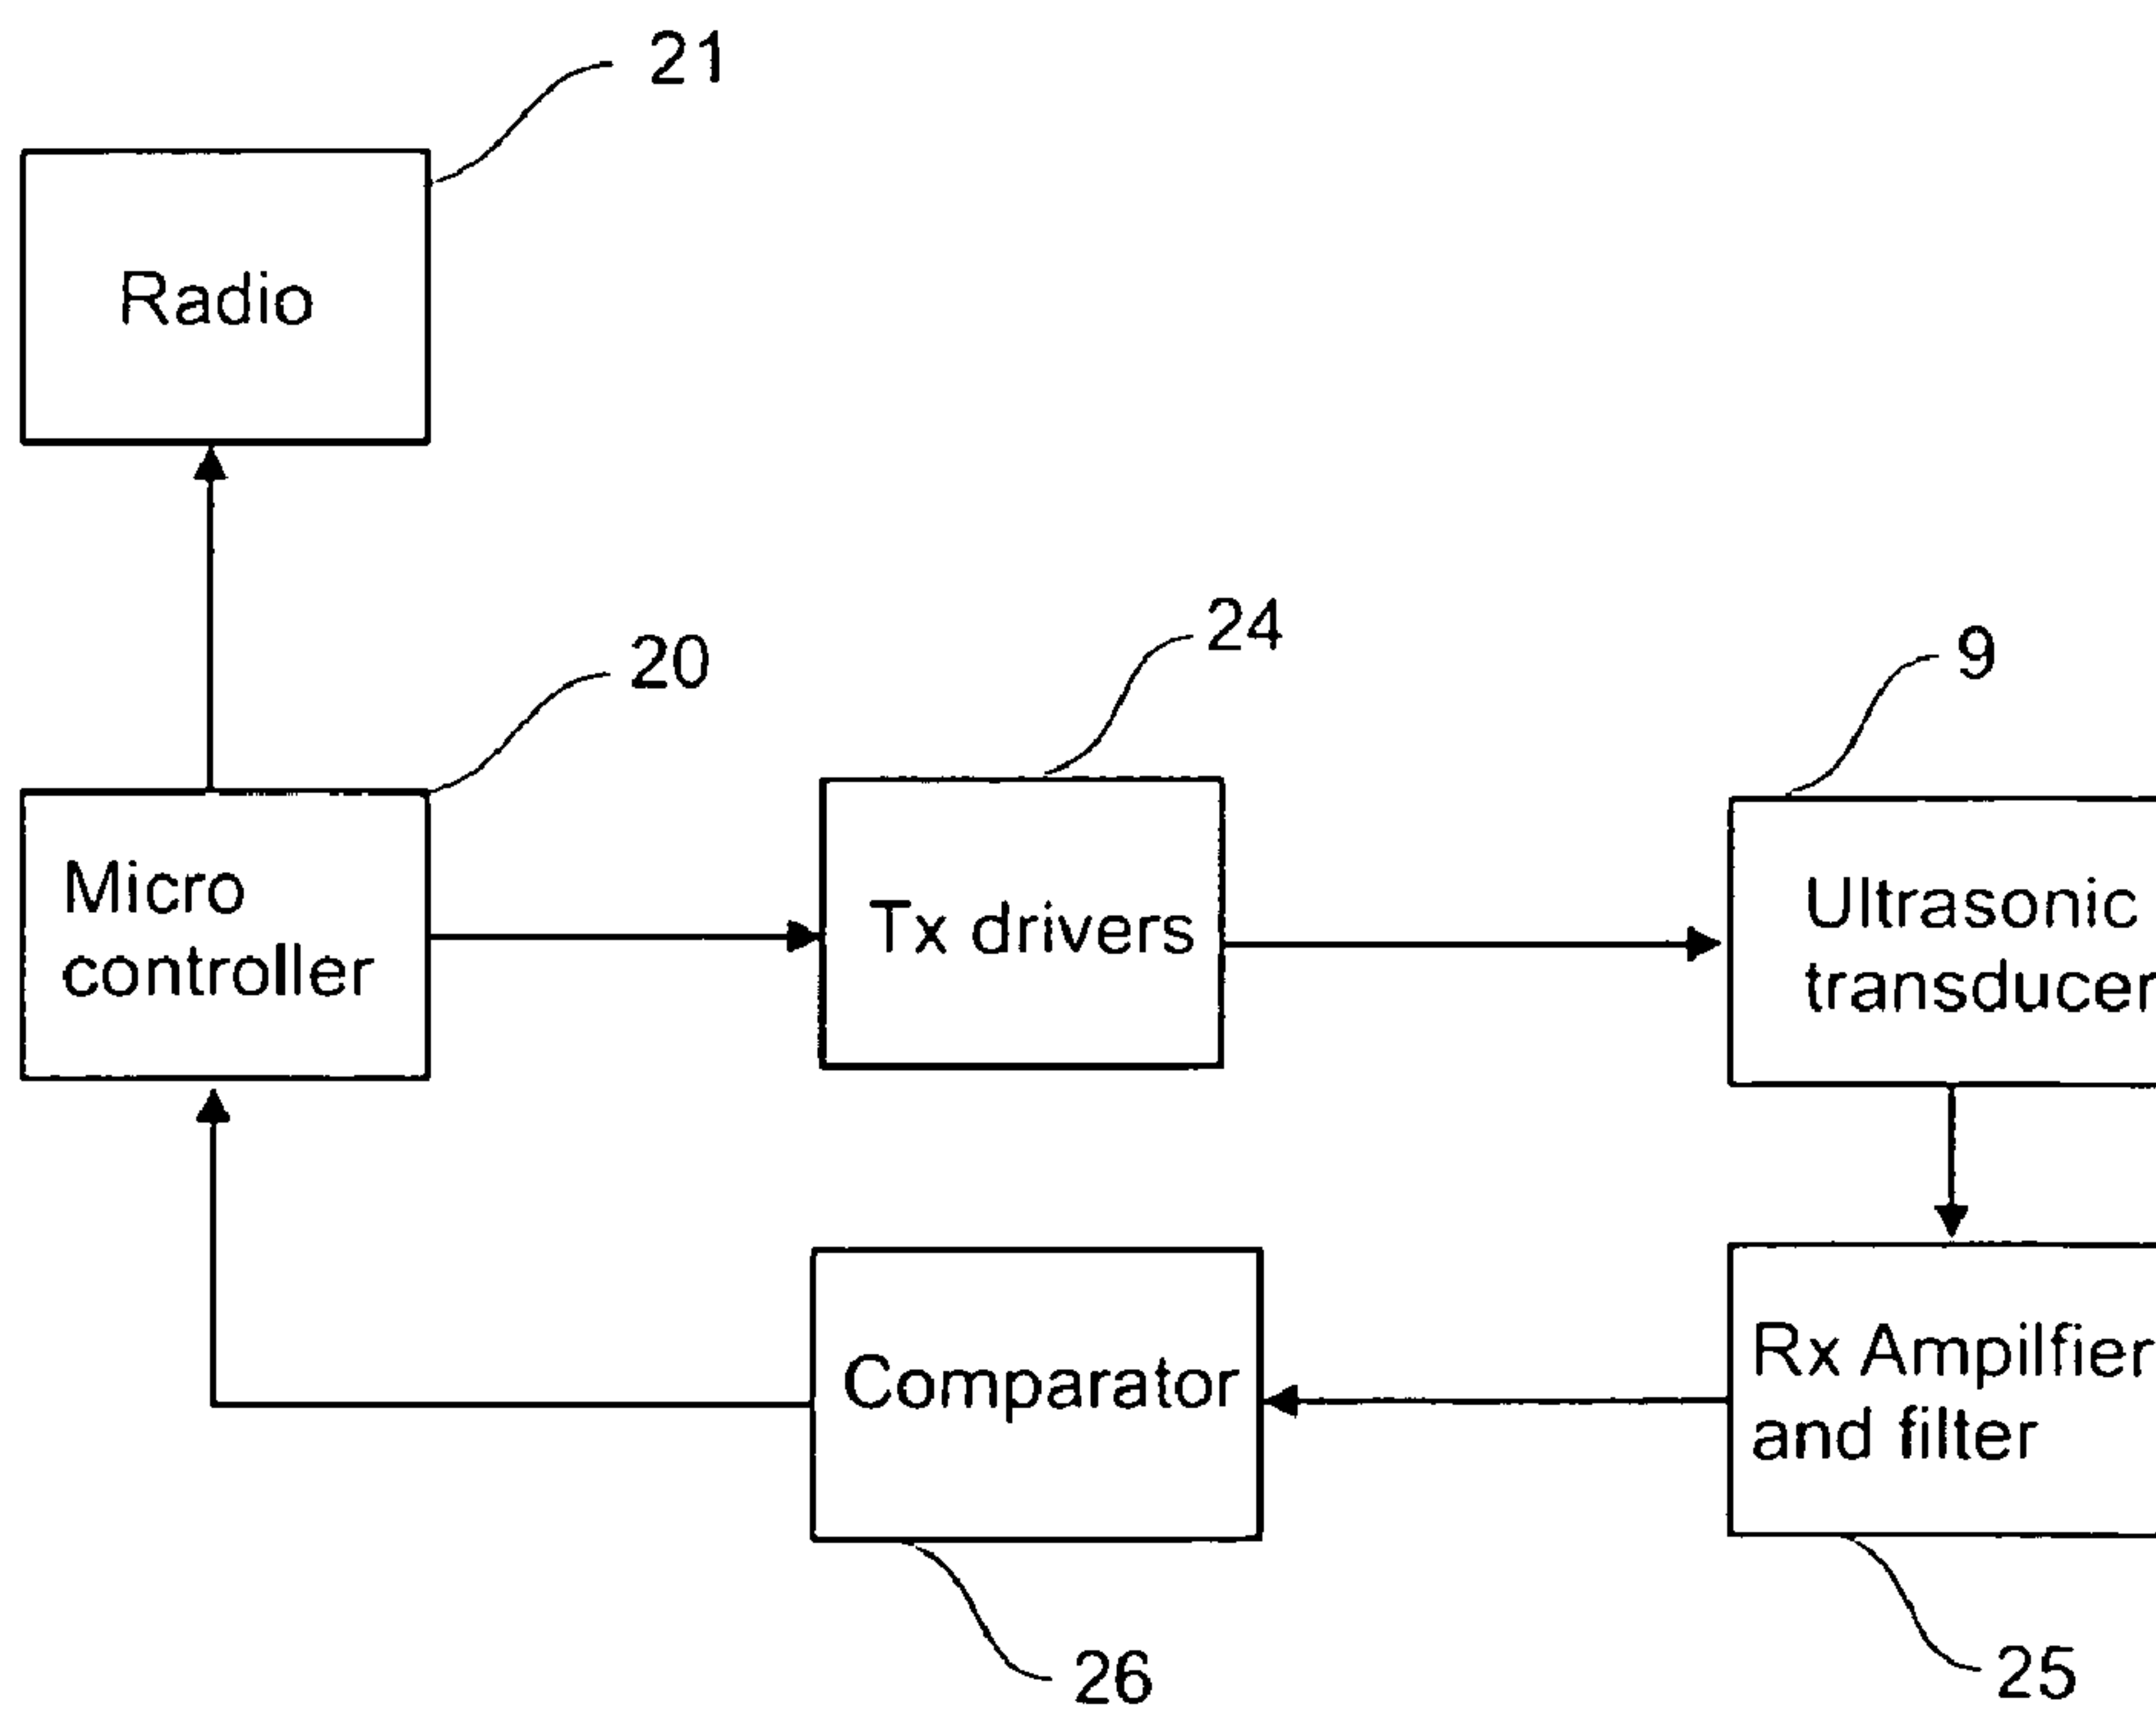 21
Radio
20
24
9
Micro
controller
Tx drivers
Ultrasonic
transducer
Comparator
Rx Ampilfier
and filter
26
25